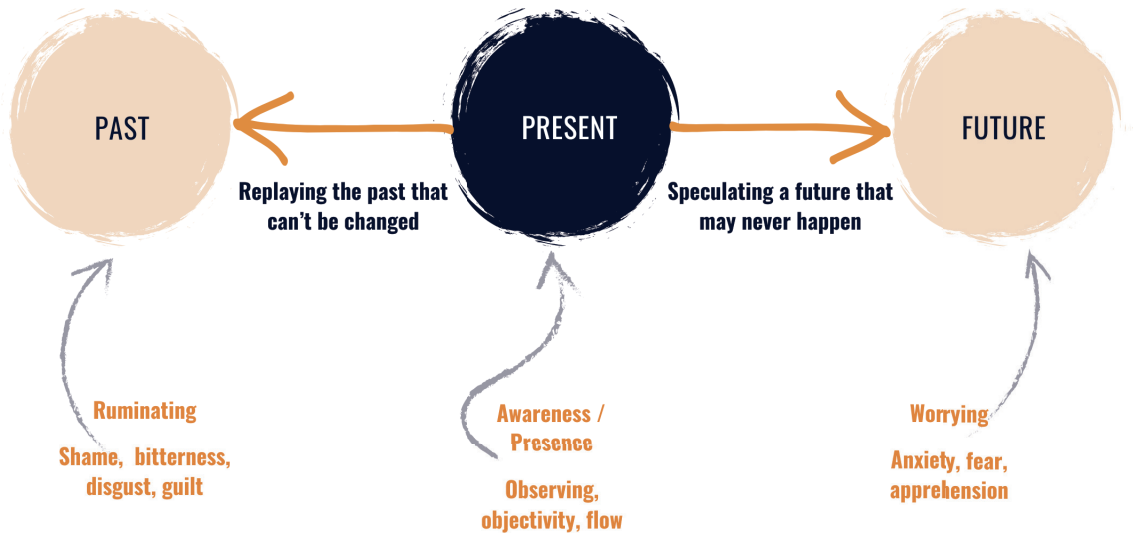 PAST
PRESENT
FUTURE
Replaying the past that
can’t be changed
Speculating a future that
may never happen
Ruminating
Shame, bitterness,
disgust, guilt
Awareness /
Presence
Observing,
objectivity, flow
Worrying
Anxiety, fear,
apprehension